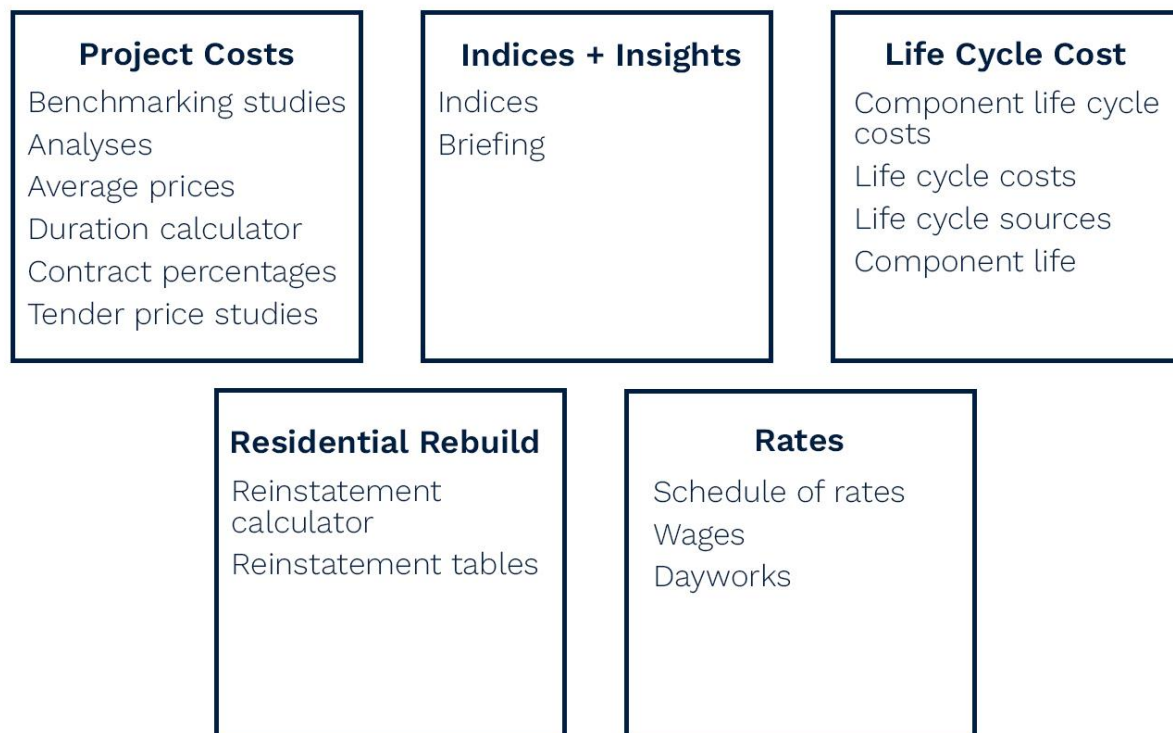 Project Costs
Benchmarking studies
Analyses
Average prices
Duration calculator
Contract percentages
Tender price studies
Indices + Insights
Indices
Briefing
Life Cycle Cost
Component life cycle
costs
Life cycle costs
Life cycle sources
Component life
Residential Rebuild
Reinstatement
calculator
Reinstatement tables
Rates
Schedule of rates
Wages
Dayworks